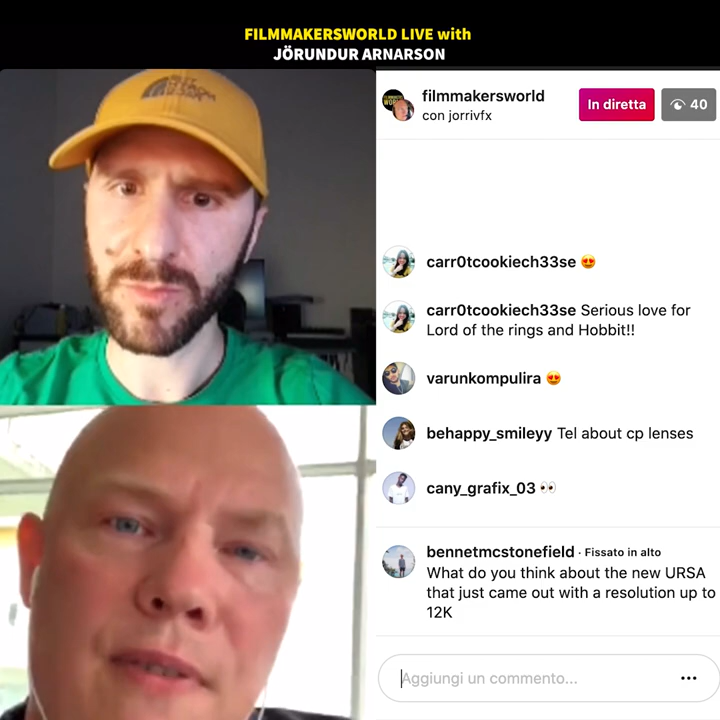 FILMMAKERSWORLD LIVE with
JÖRUNDUR ARNARSON
filmmakersworld
con jorrivfx
In diretta
40
carr0tcookiech33se 😍
carr0tcookiech33se Serious love for
Lord of the rings and Hobbit!!
varunkompulira 😍
behappy_smileyy Tel about cp lenses
cany_grafix_03 👀
bennetmcstonefield · Fissato in alto
What do you think about the new URSA
that just came out with a resolution up to
12K
Aggiungi un commento...